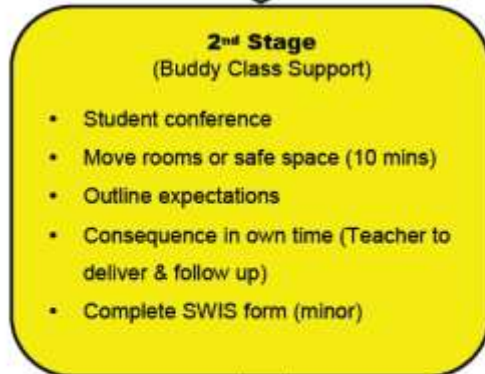 2nd Stage
(Buddy Class Support)
• Student conference
• Move rooms or safe space (10 mins)
• Outline expectations
• Consequence in own time (Teacher to
deliver & follow up)
• Complete SWIS form (minor)